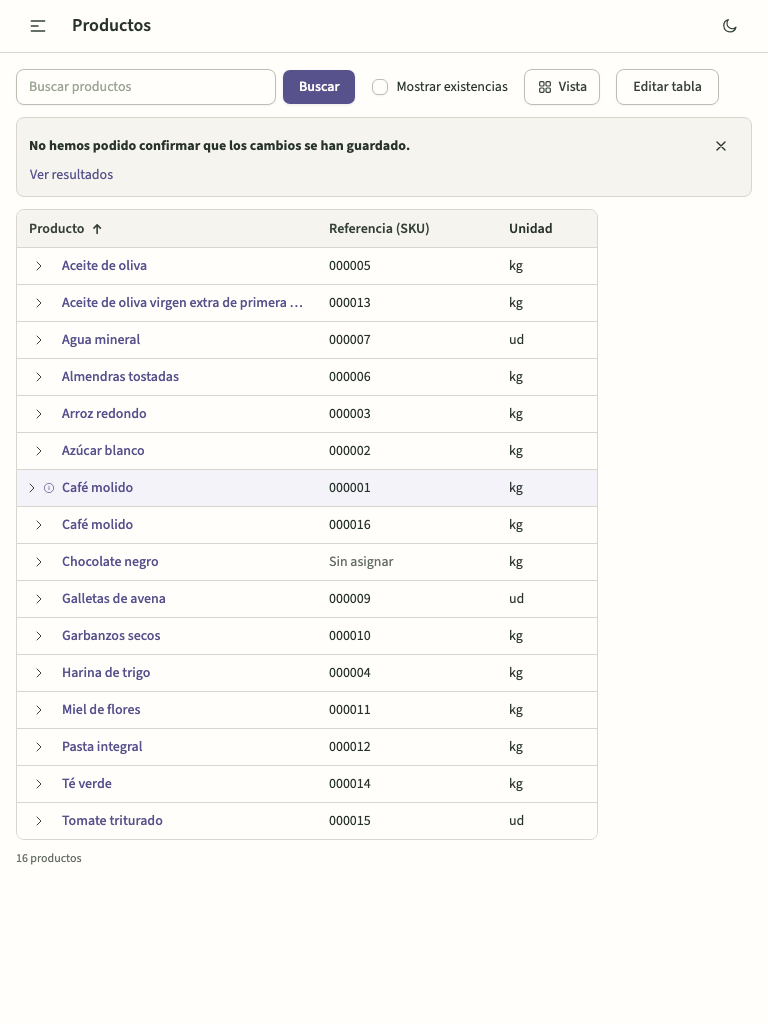 Productos
Buscar productos
Buscar
Mostrar existencias
Vista
Editar tabla
No hemos podido confirmar que los cambios se han guardado.
Ver resultados
Producto Referencia (SKU) Unidad
Aceite de oliva 000005 kg
Aceite de oliva virgen extra de primera … 000013 kg
Agua mineral 000007 ud
Almendras tostadas 000006 kg
Arroz redondo 000003 kg
Azúcar blanco 000002 kg
Café molido 000001 kg
Café molido 000016 kg
Chocolate negro Sin asignar kg
Galletas de avena 000009 ud
Garbanzos secos 000010 kg
Harina de trigo 000004 kg
Miel de flores 000011 kg
Pasta integral 000012 kg
Té verde 000014 kg
Tomate triturado 000015 ud
16 productos